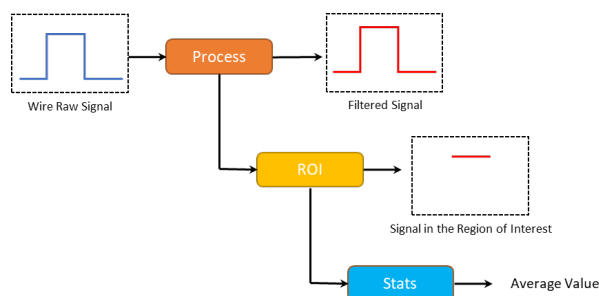 Process
Wire Raw Signal
Filtered Signal
ROI
Signal in the Region of Interest
Stats
Average Value